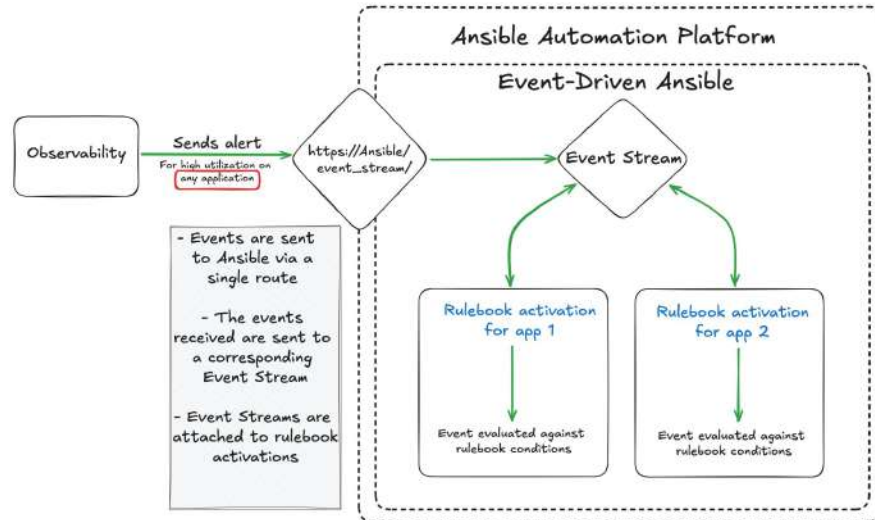 Ansible Automation Platform
Event-Driven Ansible
Observability
Sends alert
For high utilization on
any application
https://Ansible/
event_stream/
Event Stream
- Events are sent
to Ansible via a
single route
- The events
received are sent to
a corresponding
Event Stream
- Event Streams are
attached to rulebook
activations
Rulebook activation
for app 1
Event evaluated against
rulebook conditions
Rulebook activation
for app 2
Event evaluated against
rulebook conditions